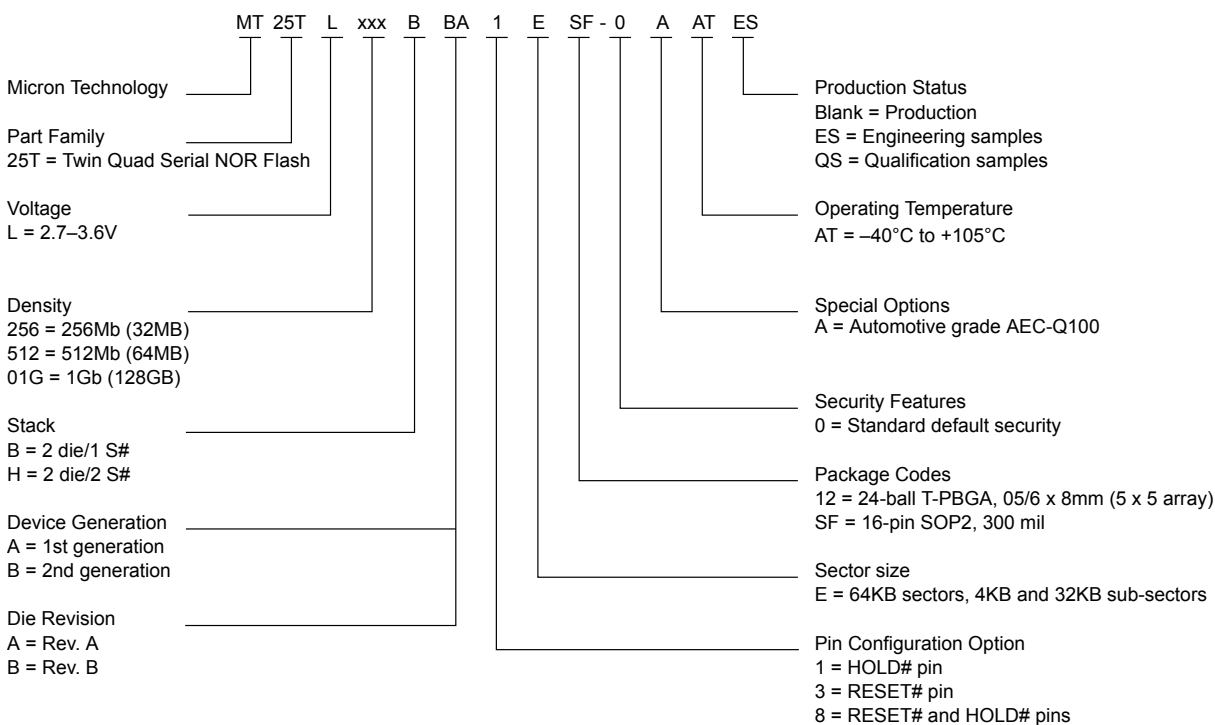 MT 25T L xxx B BA 1 E SF - 0 A AT ES
Micron Technology
Part Family
25T = Twin Quad Serial NOR Flash
Voltage
L = 2.7–3.6V
Density
256 = 256Mb (32MB)
512 = 512Mb (64MB)
01G = 1Gb (128GB)
Stack
B = 2 die/1 S#
H = 2 die/2 S#
Device Generation
A = 1st generation
B = 2nd generation
Die Revision
A = Rev. A
B = Rev. B
Production Status
Blank = Production
ES = Engineering samples
QS = Qualification samples
Operating Temperature
AT = –40°C to +105°C
Special Options
A = Automotive grade AEC-Q100
Security Features
0 = Standard default security
Package Codes
12 = 24-ball T-PBGA, 05/6 x 8mm (5 x 5 array)
SF = 16-pin SOP2, 300 mil
Sector size
E = 64KB sectors, 4KB and 32KB sub-sectors
Pin Configuration Option
1 = HOLD# pin
3 = RESET# pin
8 = RESET# and HOLD# pins